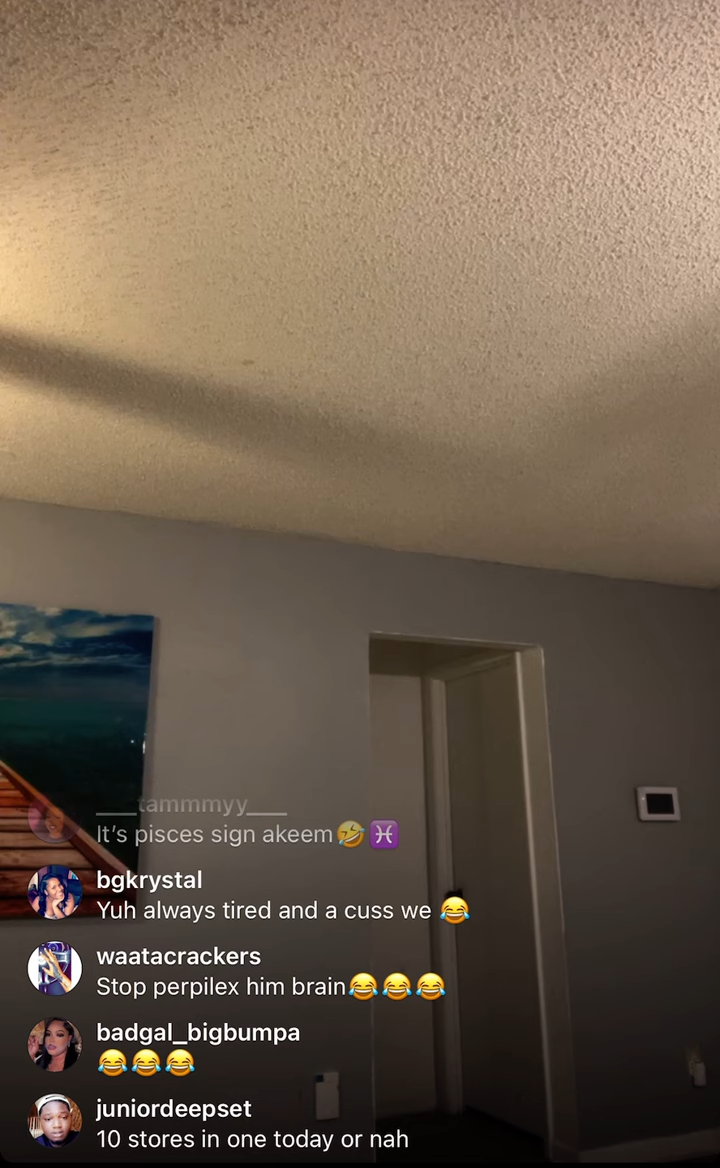 ___tammmyy___
It's pisces sign akeem🤣♓
bgkrystal
Yuh always tired and a cuss we 😂
waatacrackers
Stop perpilex him brain😂😂😂
badgal_bigbumpa
😂😂😂
juniordeepset
10 stores in one today or nah